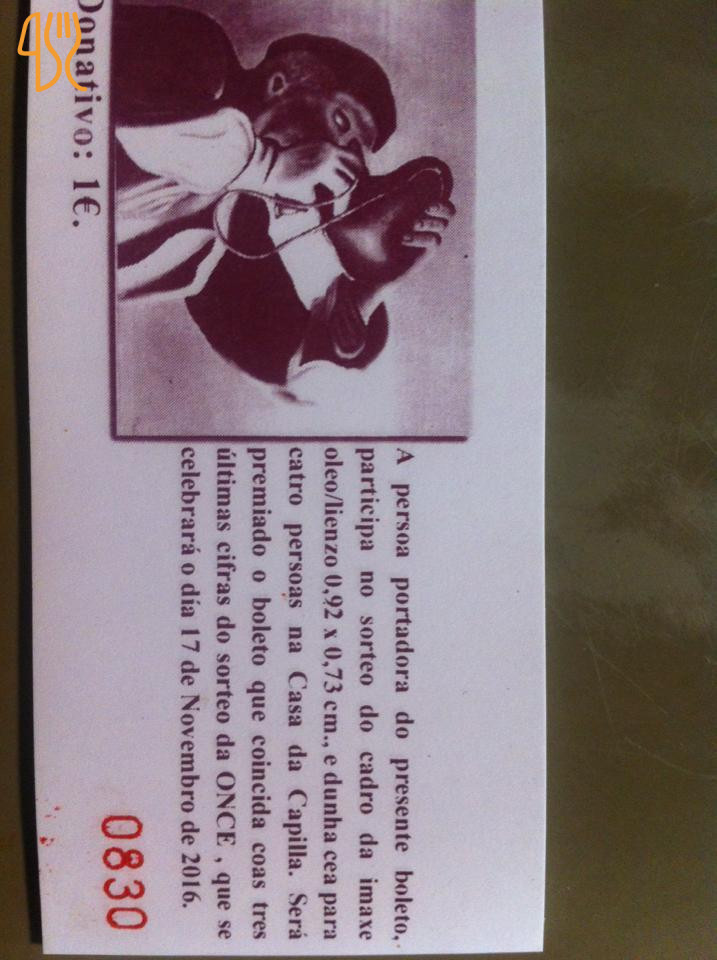 A persoa portadora do presente boleto,
participa no sorteo do cadro da imaxe
oleo/lienzo 0,92 x 0,73 cm., e dunha cea para
catro persoas na Casa da Capilla. Será
premiado o boleto que coincida coas tres
últimas cifras do sorteo da ONCE , que se
celebrará o día 17 de Novembro de 2016.
Donativo: 1€.
0830